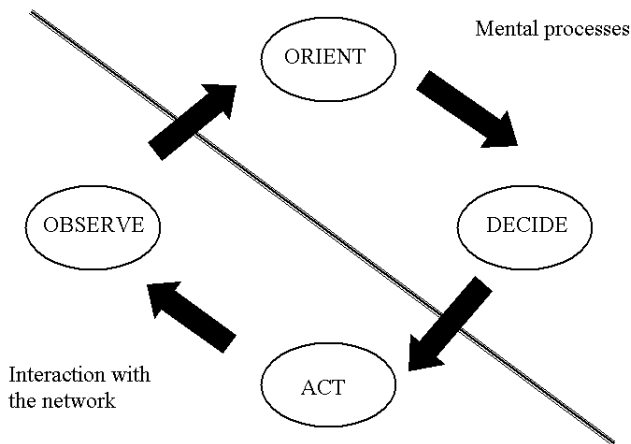 Mental processes
ORIENT
OBSERVE
DECIDE
ACT
Interaction with
the network